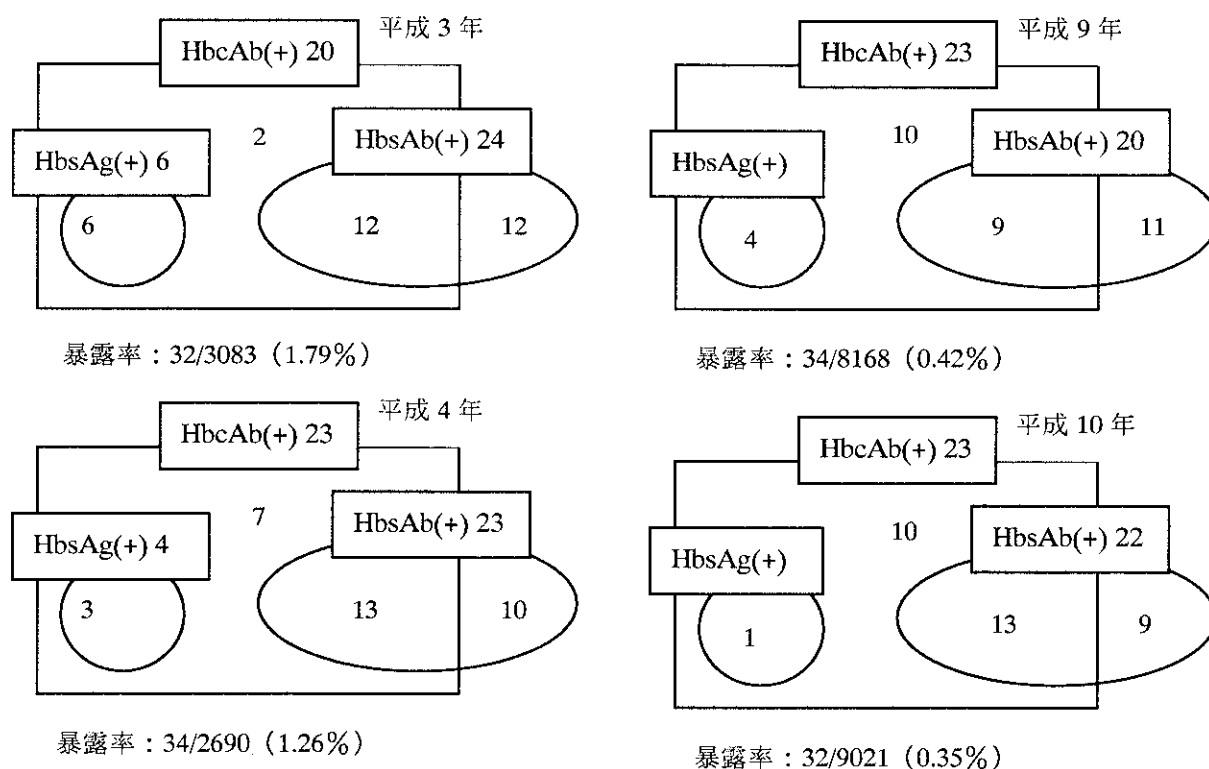 平成 3 年
HbcAb(+) 20
2
HbsAb(+) 24
HbsAg(+) 6
6
12
12
暴露率：32/3083（1.79％）
平成 9 年
HbcAb(+) 23
10
HbsAb(+) 20
HbsAg(+)
4
9
11
暴露率：34/8168（0.42％）
平成 4 年
HbcAb(+) 23
7
HbsAb(+) 23
HbsAg(+) 4
3
13
10
暴露率：34/2690（1.26％）
平成 10 年
HbcAb(+) 23
10
HbsAb(+) 22
HbsAg(+)
1
13
9
暴露率：32/9021（0.35％）